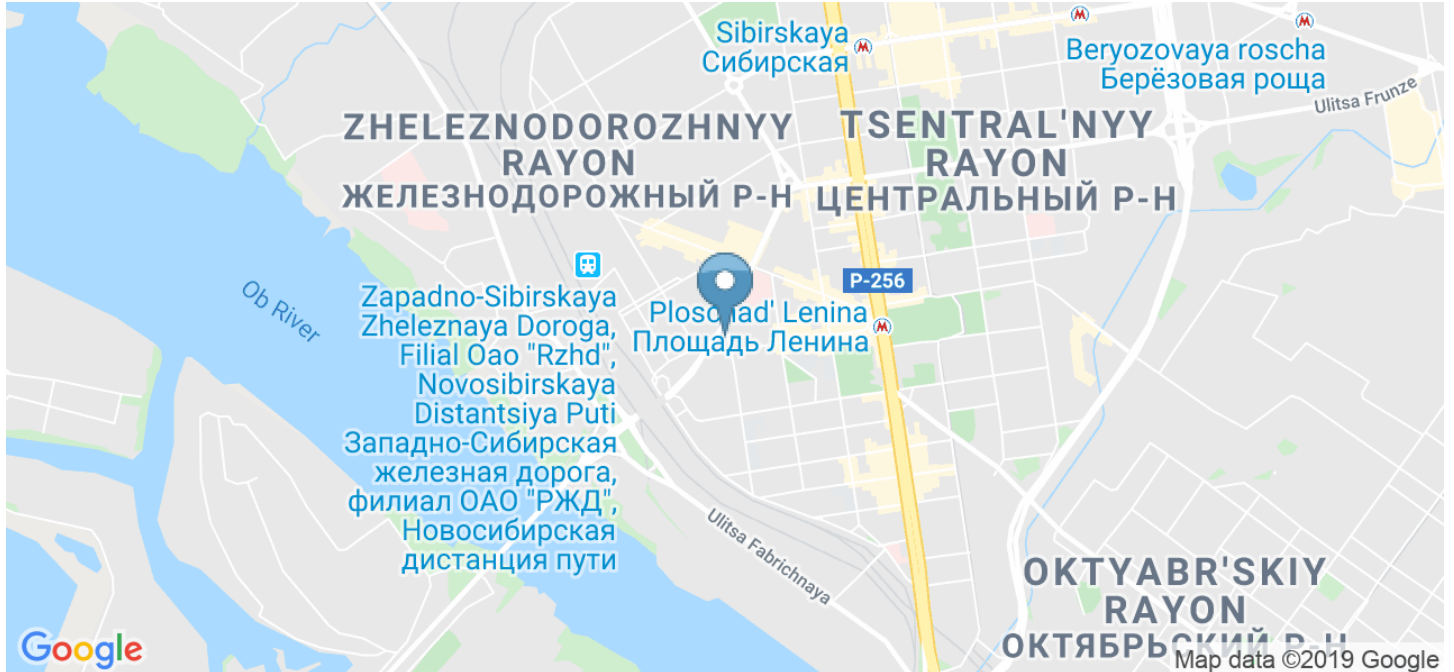 Sibirskaya
Сибирская
Beryozovaya roscha
Берёзовая роща
Ulitsa Frunze
ZHELEZNODOROZHNYY
RAYON
ЖЕЛЕЗНОДОРОЖНЫЙ Р-Н
TSENTRAL'NYY
RAYON
ЦЕНТРАЛЬНЫЙ Р-Н
Ob River
P-256
Zapadno-Sibirskaya
Zheleznaya Doroga,
Filial Oao "Rzhd",
Novosibirskaya
Distantsiya Puti
Западно-Сибирская
железная дорога,
филиал ОАО "РЖД",
Новосибирская
дистанция пути
Ploschad' Lenina
Площадь Ленина
Ulitsa Fabrichnaya
OKTYABR'SKIY
RAYON
ОКТЯБРЬСКИЙ Р-Н
Google
Map data ©2019 Google